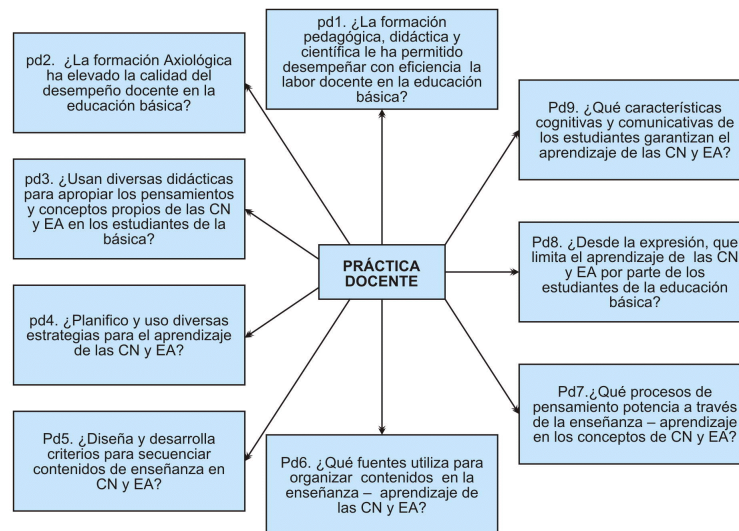 pd1. ¿La formación
pedagógica, didáctica y
científica le ha permitido
desempeñar con eficiencia la
labor docente en la educación
básica?
pd2. ¿La formación Axiológica
ha elevado la calidad del
desempeño docente en la
educación básica?
pd3. ¿Usan diversas didácticas
para apropiar los pensamientos
y conceptos propios de las CN
y EA en los estudiantes de la
básica?
pd4. ¿Planifico y uso diversas
estrategias para el aprendizaje
de las CN y EA?
Pd5. ¿Diseña y desarrolla
criterios para secuenciar
contenidos de enseñanza en
CN y EA?
Pd6. ¿Qué fuentes utiliza para
organizar contenidos en la
enseñanza – aprendizaje de
las CN y EA?
Pd7.¿Qué procesos de
pensamiento potencia a través
de la enseñanza – aprendizaje
en los conceptos de CN y EA?
Pd8. ¿Desde la expresión, que
limita el aprendizaje de las CN
y EA por parte de los
estudiantes de la educación
básica?
Pd9. ¿Qué características
cognitivas y comunicativas de
los estudiantes garantizan el
aprendizaje de las CN y EA?
PRÁCTICA
DOCENTE